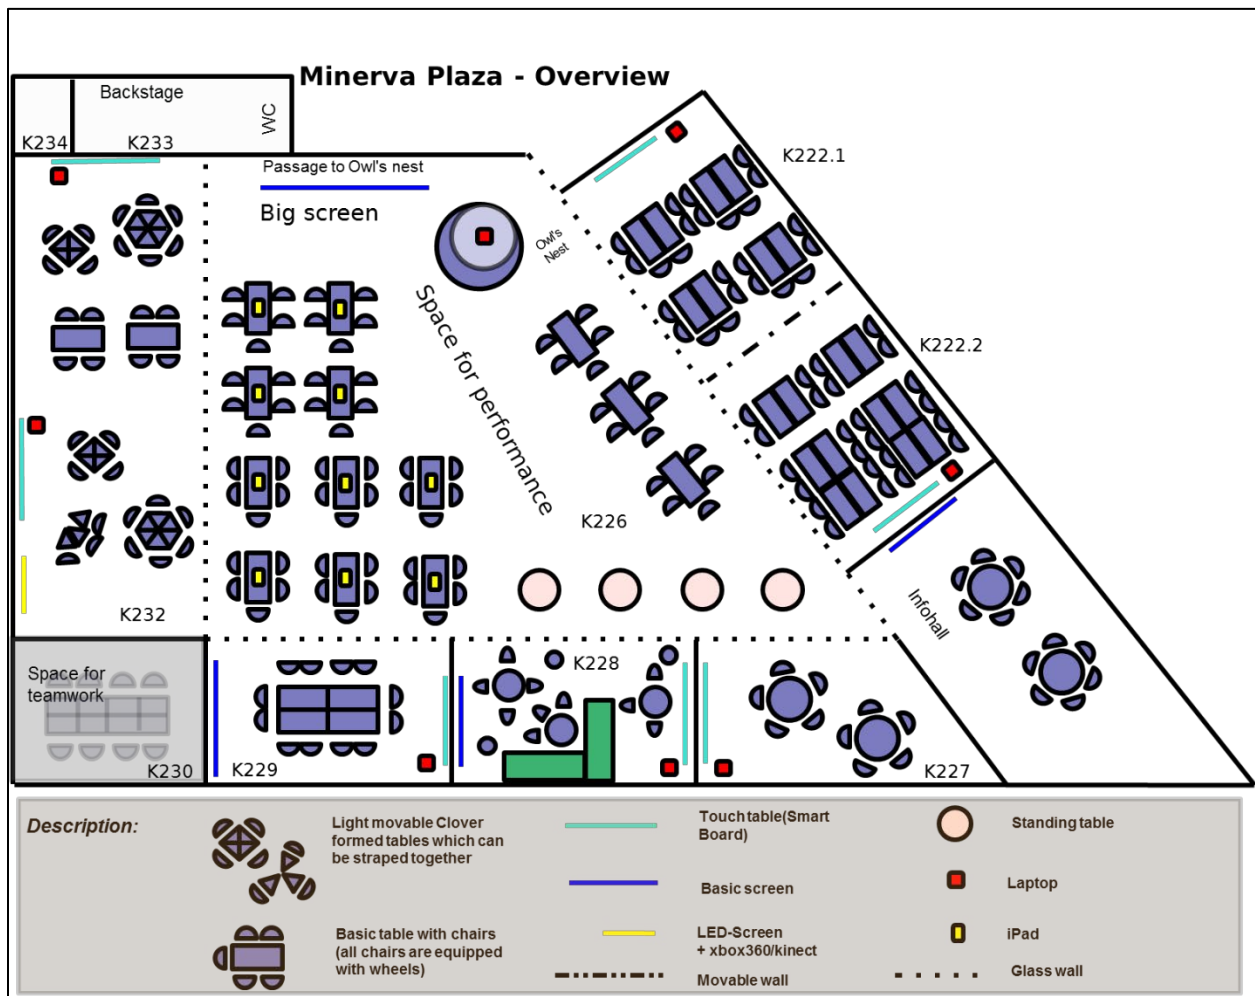 Minerva Plaza - Overview
Backstage
WC
K234
K233
Passage to Owl's nest
Big screen
K222.1
Owl's
Nest
Space for performance
K222.2
K226
K232
Infohall
Space for
teamwork
K230
K229
K228
K227
Description:
Light movable Clover
formed tables which can
be straped together
Basic table with chairs
(all chairs are equipped
with wheels)
Touch table(Smart
Board)
Basic screen
LED-Screen
+ xbox360/kinect
Movable wall
Standing table
Laptop
iPad
Glass wall